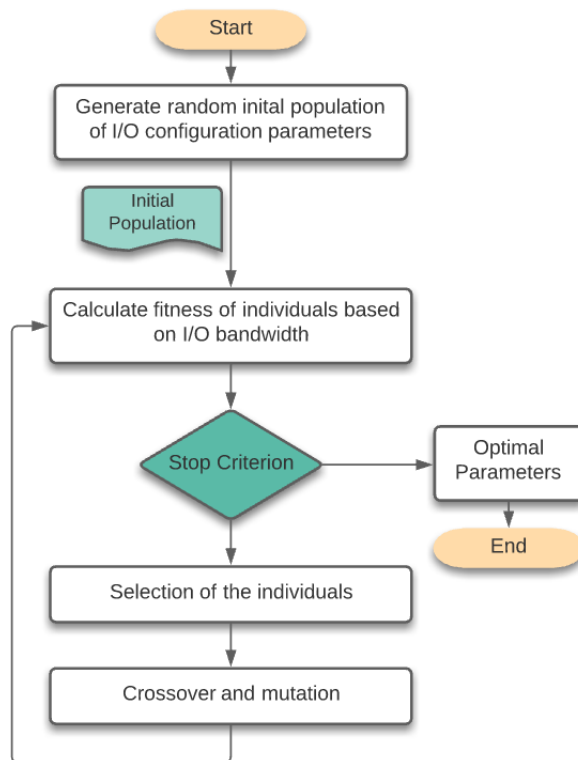 Start
Generate random inital population
of I/O configuration parameters
Initial
Population
Calculate fitness of individuals based
on I/O bandwidth
Stop Criterion
Optimal
Parameters
End
Selection of the individuals
Crossover and mutation